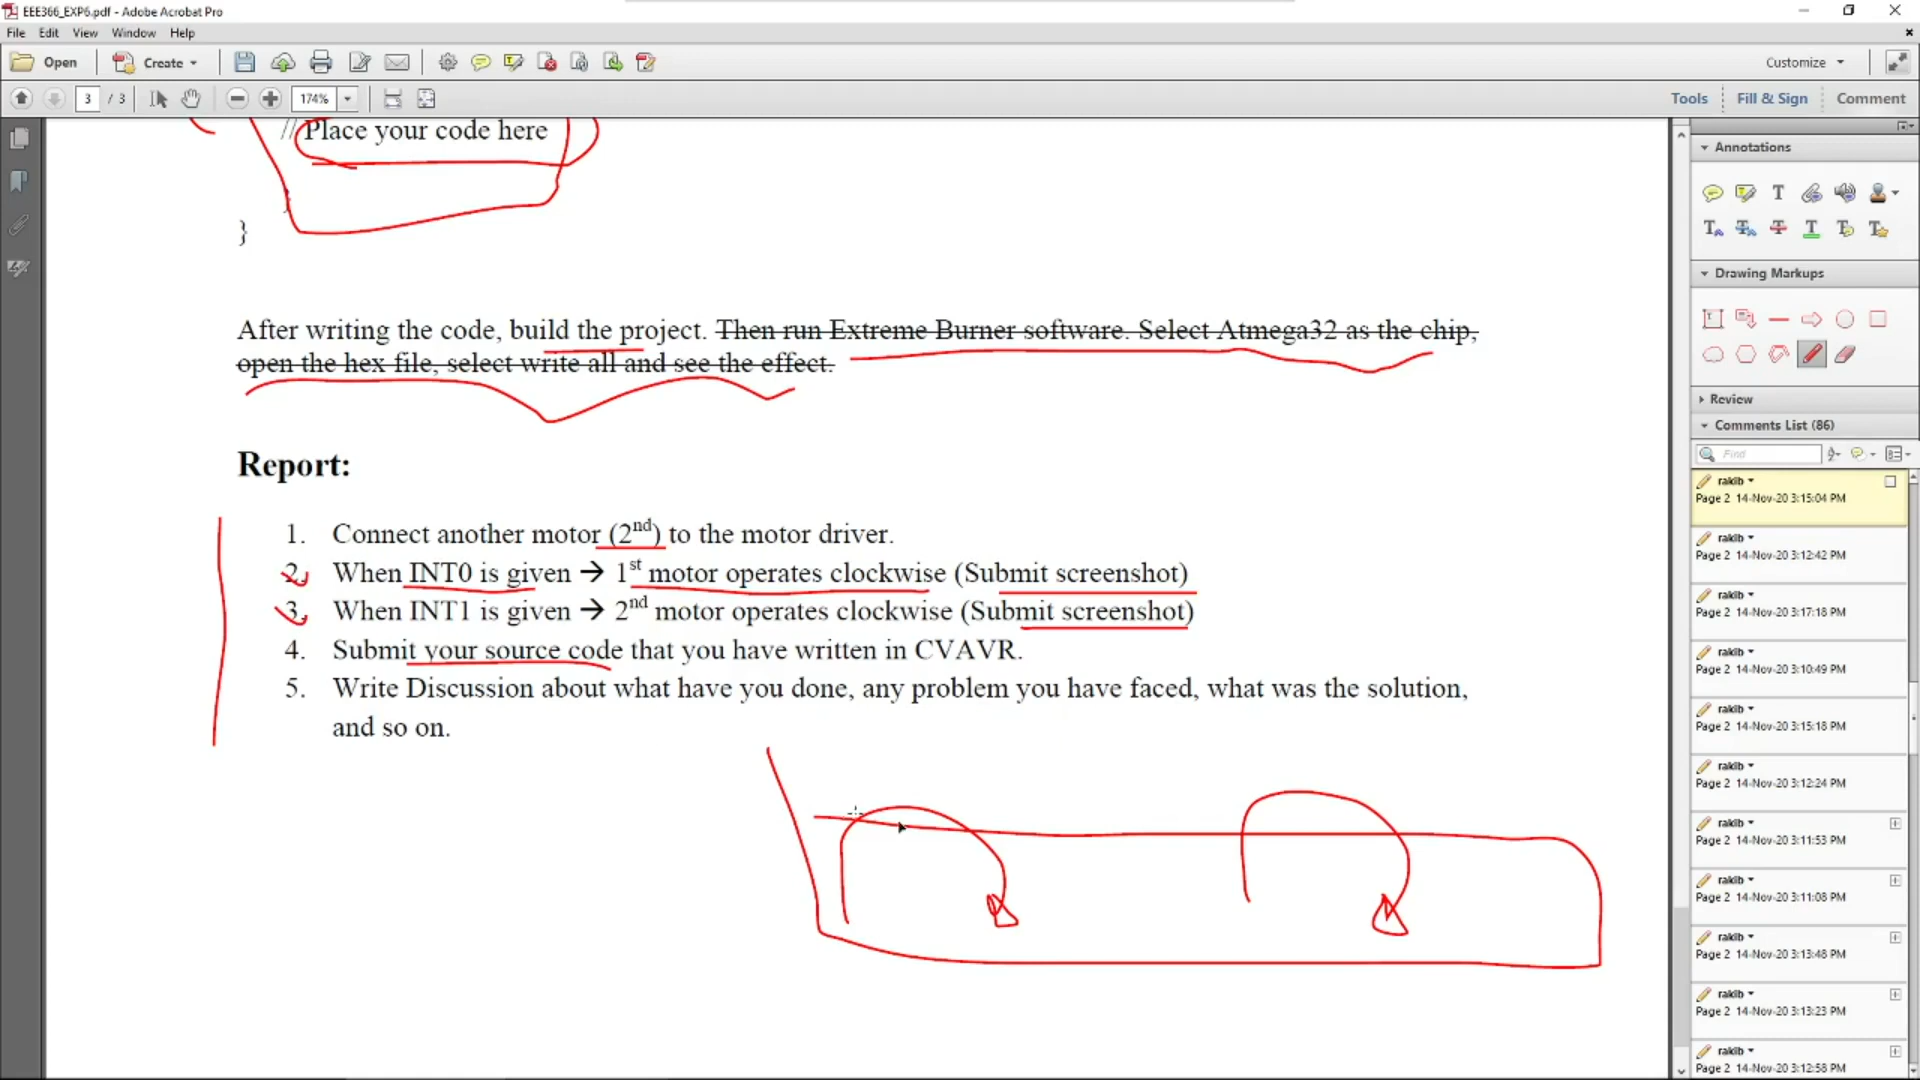 EEE366_EXP6.pdf - Adobe Acrobat Pro
File Edit View Window Help
Open Create Customize
3 / 3 174% Tools Fill & Sign Comment
// Place your code here
}
After writing the code, build the project. Then run Extreme Burner software. Select Atmega32 as the chip,
open the hex file, select write all and see the effect.
Report:
1. Connect another motor (2nd) to the motor driver.
2. When INT0 is given → 1st motor operates clockwise (Submit screenshot)
3. When INT1 is given → 2nd motor operates clockwise (Submit screenshot)
4. Submit your source code that you have written in CVAVR.
5. Write Discussion about what have you done, any problem you have faced, what was the solution,
and so on.
Annotations
Drawing Markups
Review
Comments List (86)
Find
rakib
Page 2 14-Nov-20 3:15:04 PM
rakib
Page 2 14-Nov-20 3:12:42 PM
rakib
Page 2 14-Nov-20 3:17:18 PM
rakib
Page 2 14-Nov-20 3:10:49 PM
rakib
Page 2 14-Nov-20 3:15:18 PM
rakib
Page 2 14-Nov-20 3:12:24 PM
rakib
Page 2 14-Nov-20 3:11:53 PM
rakib
Page 2 14-Nov-20 3:11:08 PM
rakib
Page 2 14-Nov-20 3:13:48 PM
rakib
Page 2 14-Nov-20 3:13:23 PM
rakib
Page 2 14-Nov-20 3:12:58 PM